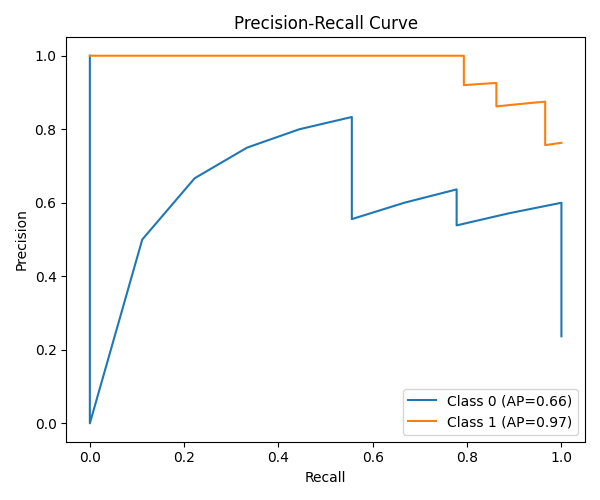 Precision-Recall Curve
1.0
0.8
0.6
0.4
0.2
0.0
Precision
0.0 0.2 0.4 0.6 0.8 1.0
Recall
Class 0 (AP=0.66)
Class 1 (AP=0.97)